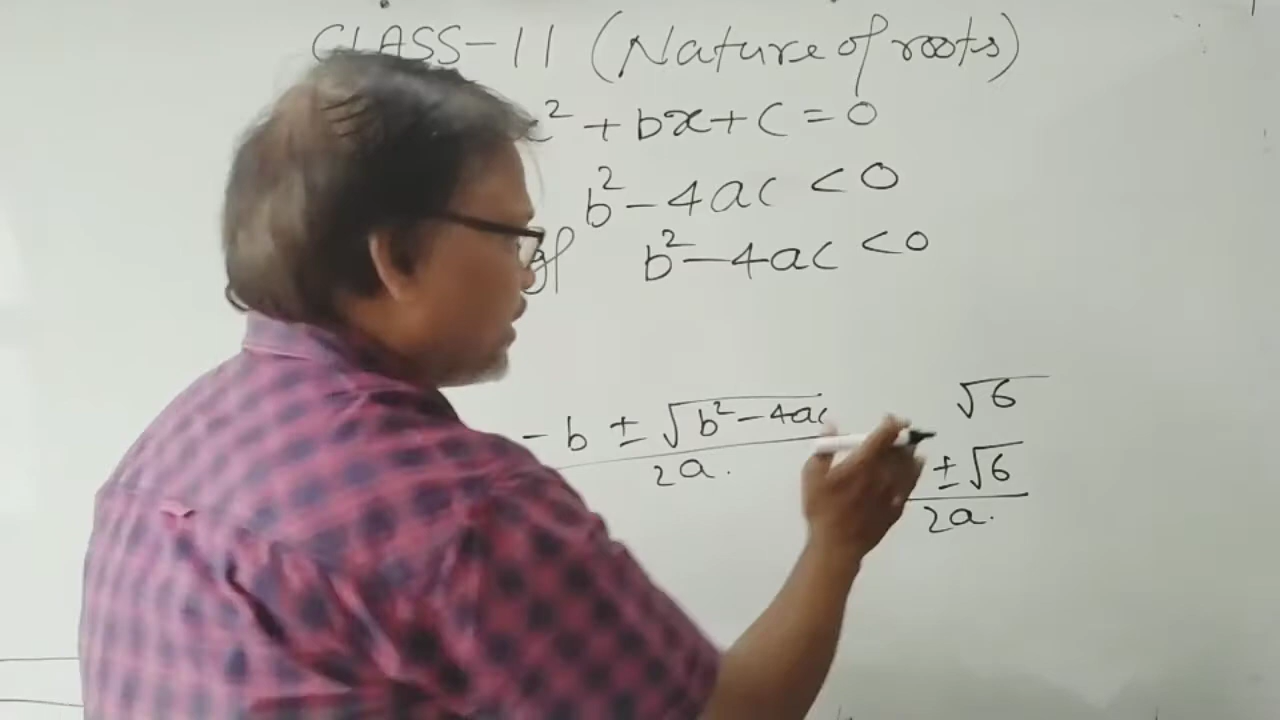 CLASS-11 (Nature of roots)
x² + bx + c = 0
b² - 4ac < 0
b² - 4ac < 0
√6
- b ± √b² - 4ac
2a.
± √6
2a.